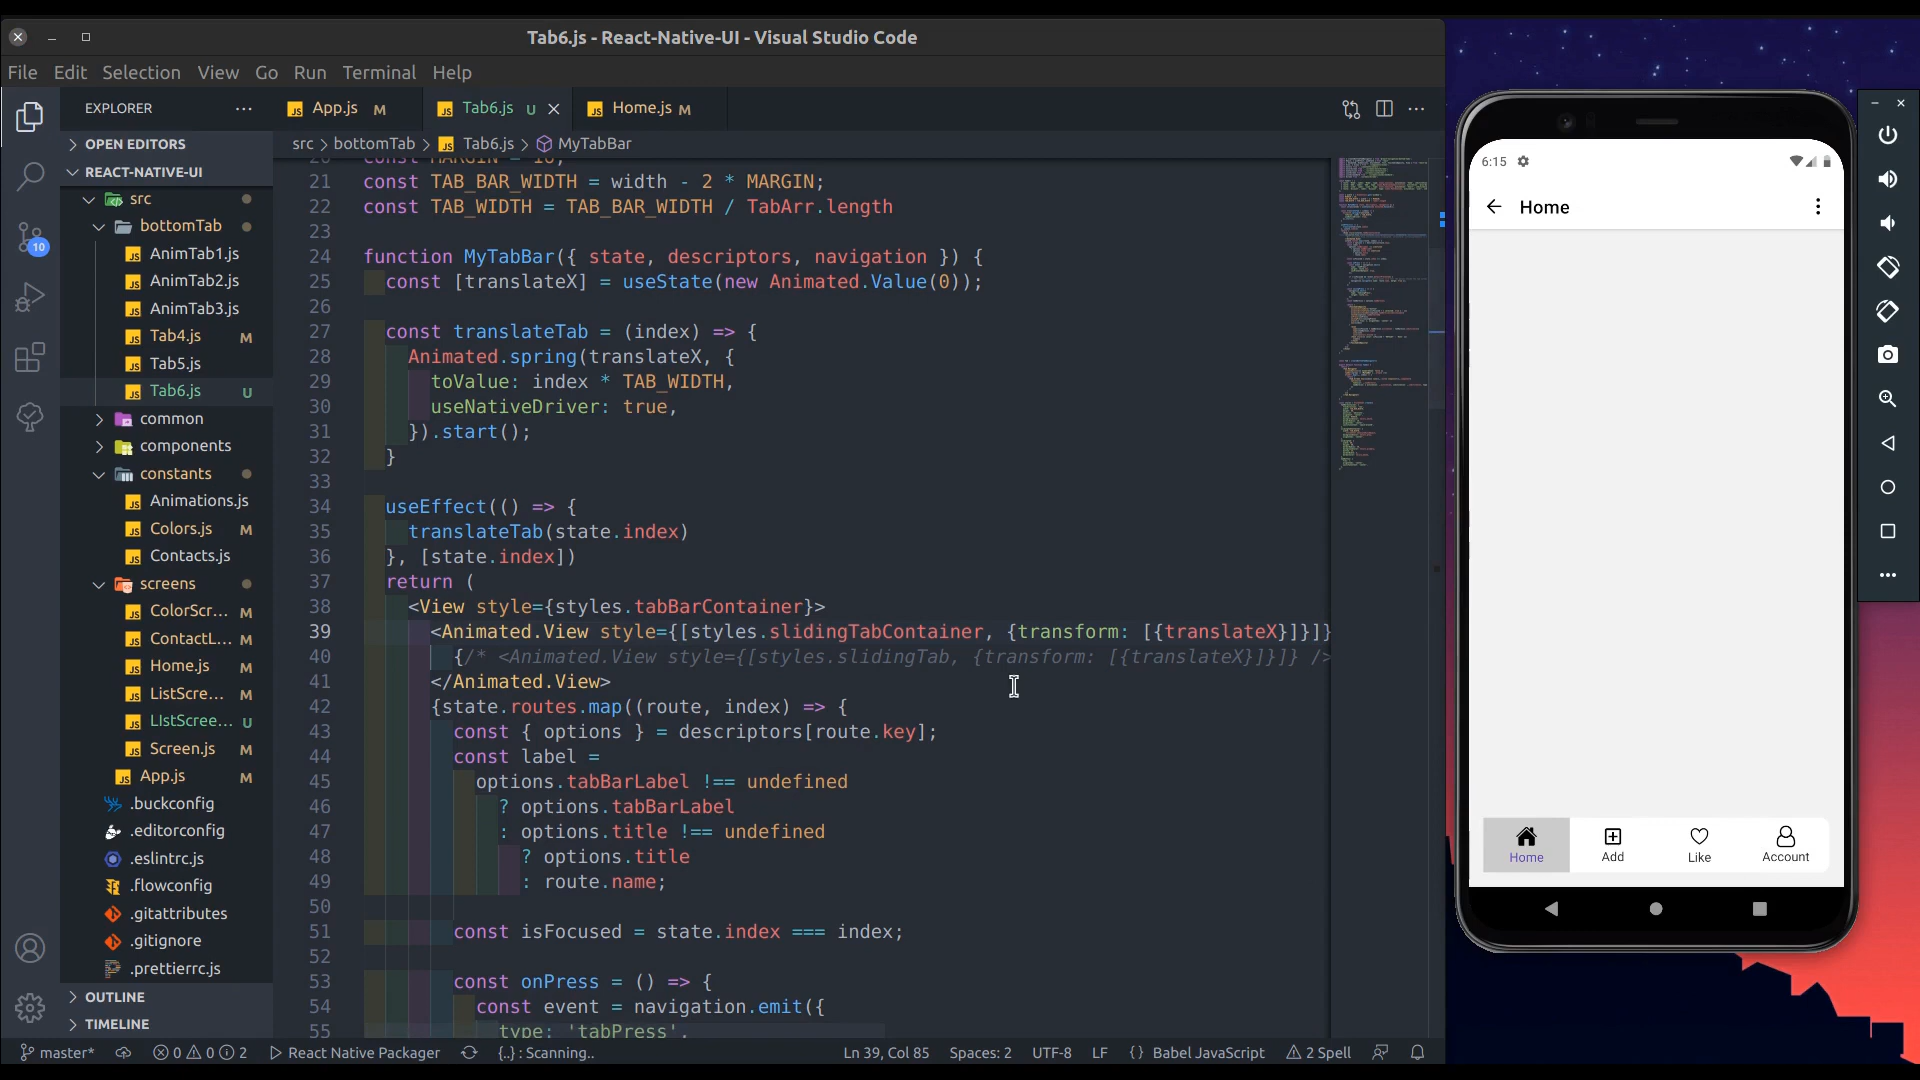 Tab6.js - React-Native-UI - Visual Studio Code
File Edit Selection View Go Run Terminal Help
EXPLORER
App.js M
Tab6.js U
Home.js M
src > bottomTab > Tab6.js > MyTabBar
OPEN EDITORS
REACT-NATIVE-UI
src
bottomTab
AnimTab1.js
AnimTab2.js
AnimTab3.js
Tab4.js M
Tab5.js
Tab6.js U
common
components
constants
Animations.js
Colors.js M
Contacts.js
screens
ColorScr... M
ContactL... M
Home.js M
ListScre... M
LIstScree... U
Screen.js M
App.js M
.buckconfig
.editorconfig
.eslintrc.js
.flowconfig
.gitattributes
.gitignore
.prettierrc.js
OUTLINE
TIMELINE
10
20 const MARGIN = 16;
21 const TAB_BAR_WIDTH = width - 2 * MARGIN;
22 const TAB_WIDTH = TAB_BAR_WIDTH / TabArr.length
23
24 function MyTabBar({ state, descriptors, navigation }) {
25 const [translateX] = useState(new Animated.Value(0));
26
27 const translateTab = (index) => {
28 Animated.spring(translateX, {
29 toValue: index * TAB_WIDTH,
30 useNativeDriver: true,
31 }).start();
32 }
33
34 useEffect(() => {
35 translateTab(state.index)
36 }, [state.index])
37 return (
38 <View style={styles.tabBarContainer}>
39 <Animated.View style={[styles.slidingTabContainer, {transform: [{translateX}]}]}
40 {/* <Animated.View style={[styles.slidingTab, {transform: [{translateX}]}]} />
41 </Animated.View>
42 {state.routes.map((route, index) => {
43 const { options } = descriptors[route.key];
44 const label =
45 options.tabBarLabel !== undefined
46 ? options.tabBarLabel
47 : options.title !== undefined
48 ? options.title
49 : route.name;
50
51 const isFocused = state.index === index;
52
53 const onPress = () => {
54 const event = navigation.emit({
55 type: 'tabPress',
master* 0 0 2 React Native Packager {..} : Scanning.. Ln 39, Col 85 Spaces: 2 UTF-8 LF {} Babel JavaScript 2 Spell
6:15
Home
Home Add Like Account